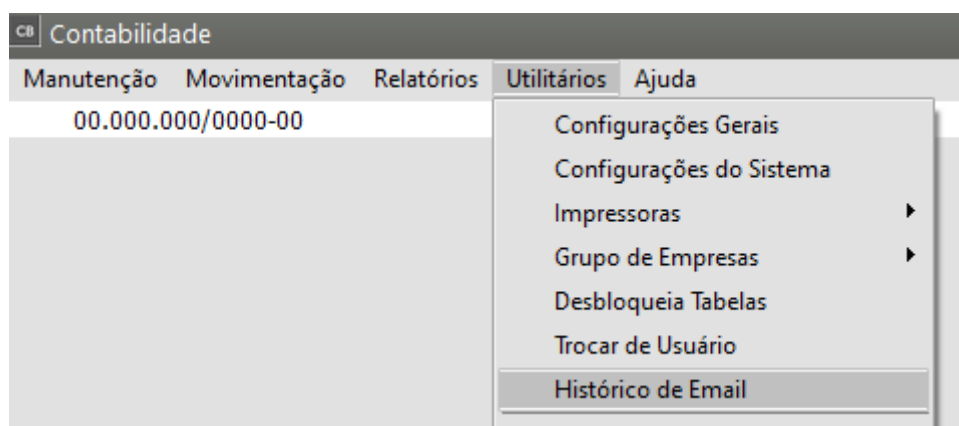 CB Contabilidade
Manutenção Movimentação Relatórios Utilitários Ajuda
00.000.000/0000-00
Configurações Gerais
Configurações do Sistema
Impressoras
Grupo de Empresas
Desbloqueia Tabelas
Trocar de Usuário
Histórico de Email